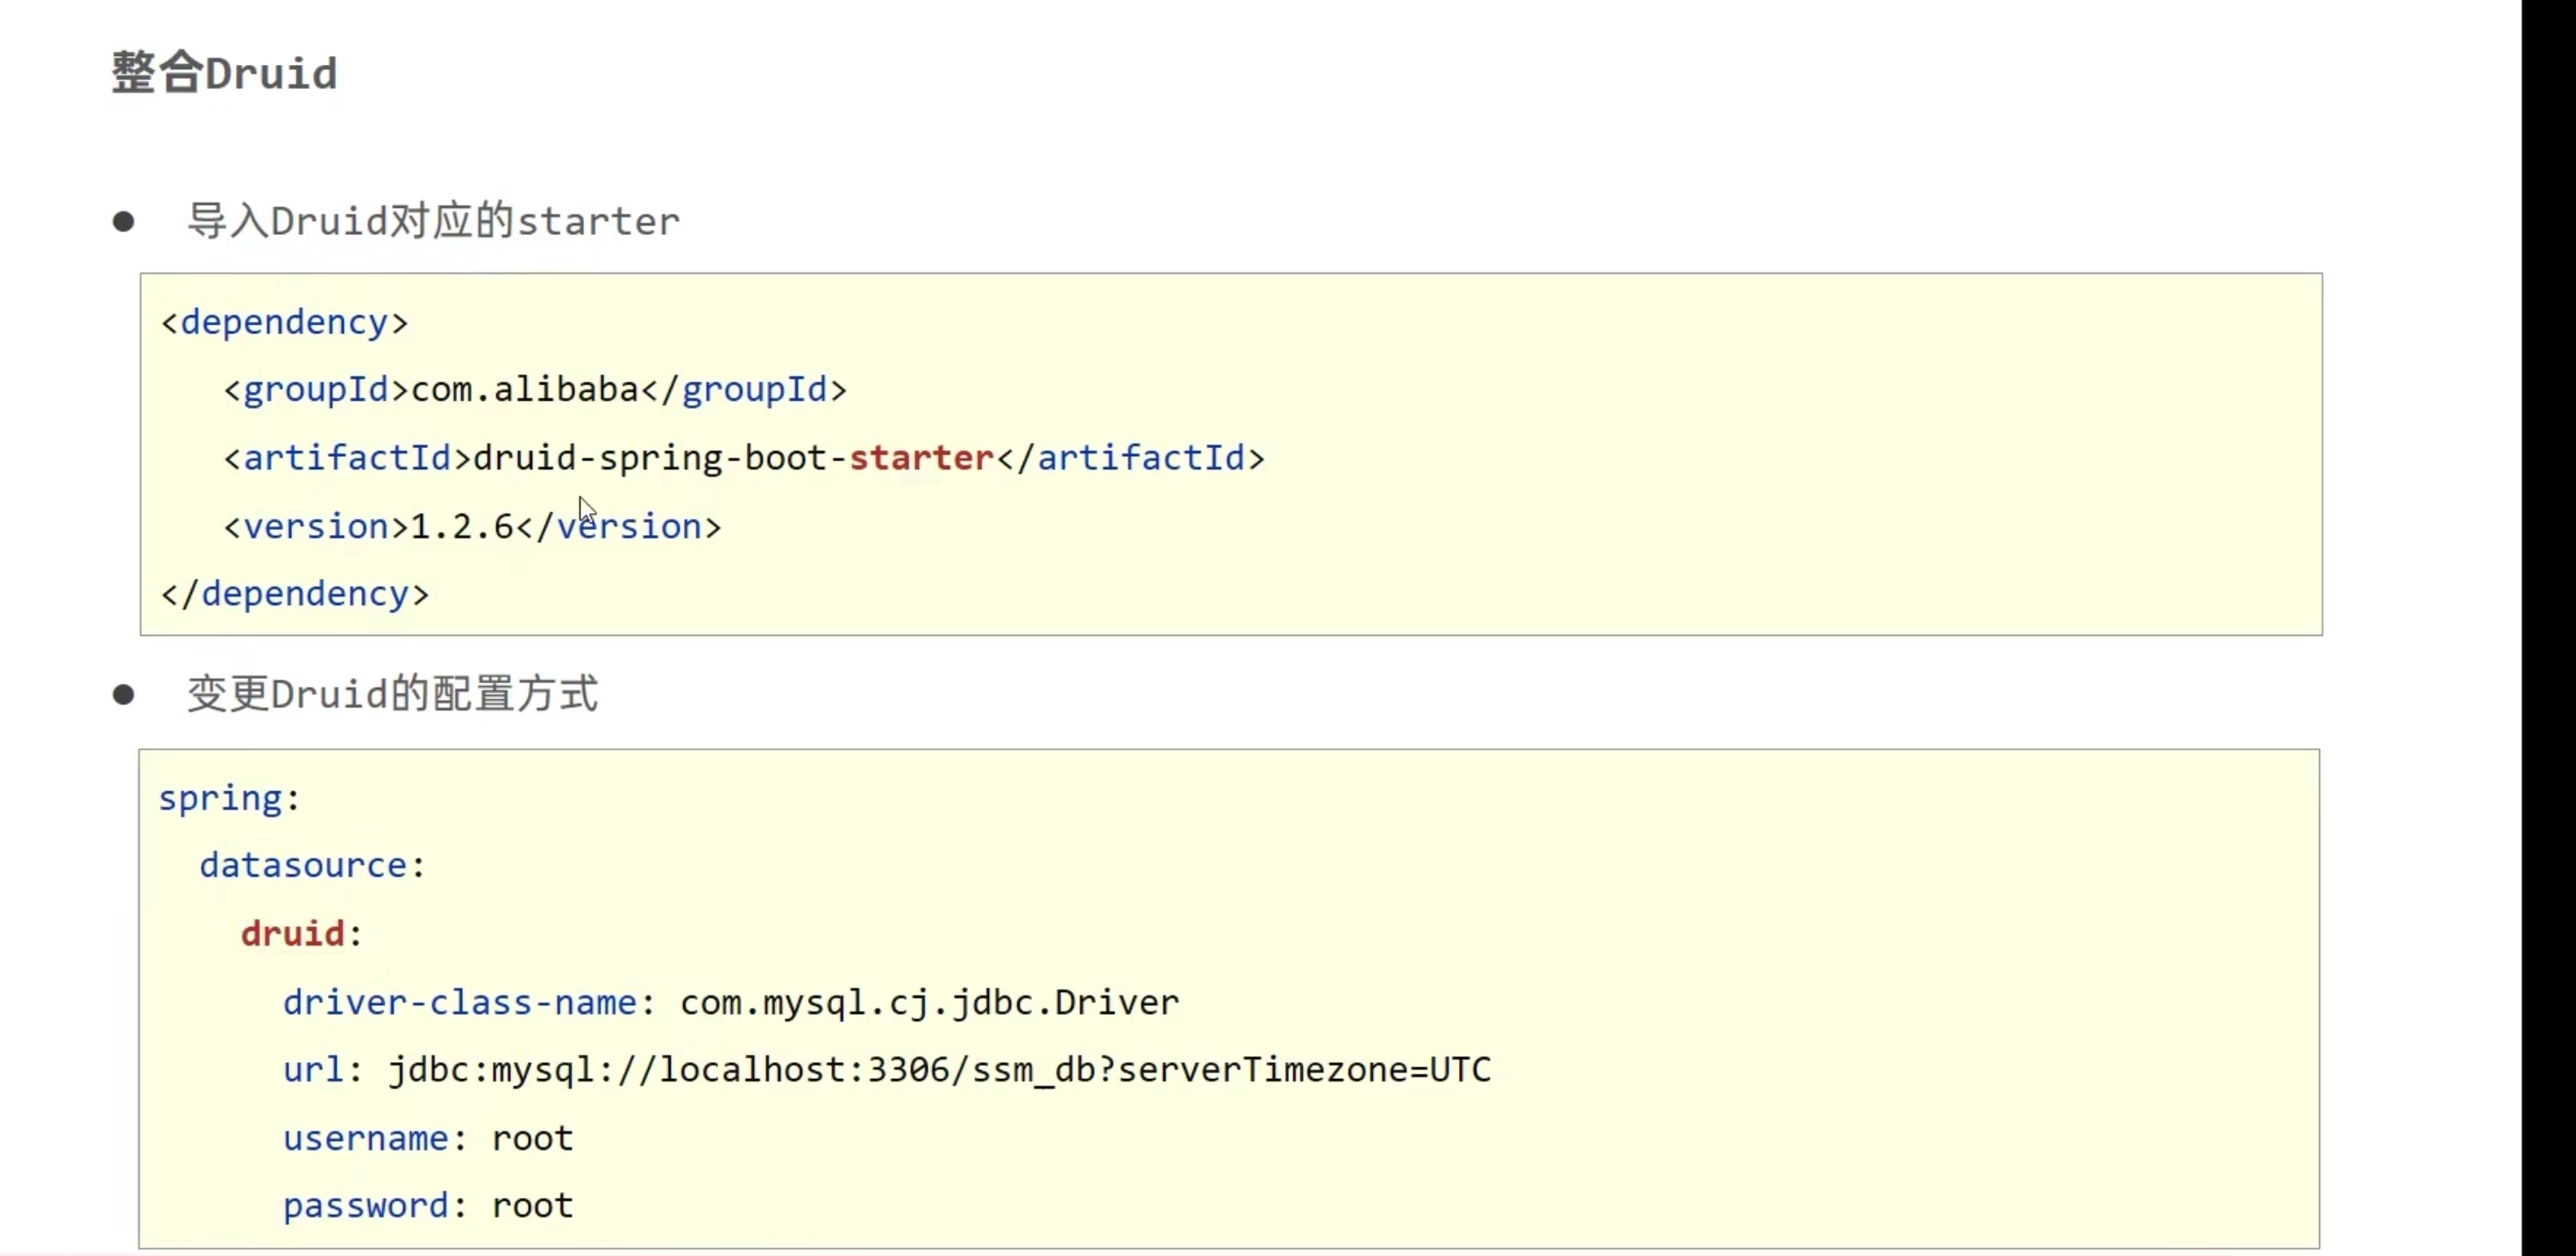 整合Druid
● 导入Druid对应的starter
<dependency>
   <groupId>com.alibaba</groupId>
   <artifactId>druid-spring-boot-starter</artifactId>
   <version>1.2.6</version>
</dependency>
● 变更Druid的配置方式
spring:
  datasource:
    druid:
      driver-class-name: com.mysql.cj.jdbc.Driver
      url: jdbc:mysql://localhost:3306/ssm_db?serverTimezone=UTC
      username: root
      password: root